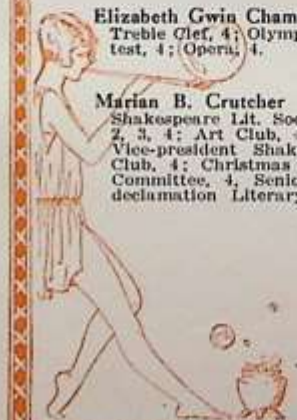 Elizabeth Gwin Cham
Treble Clef, 4; Olymp
test, 4; Opera, 4.
Marian B. Crutcher
Shakespeare Lit. Soc
2, 3, 4; Art Club,
Vice-president Shak
Club, 4; Christmas
Committee, 4, Senio
declamation Literary